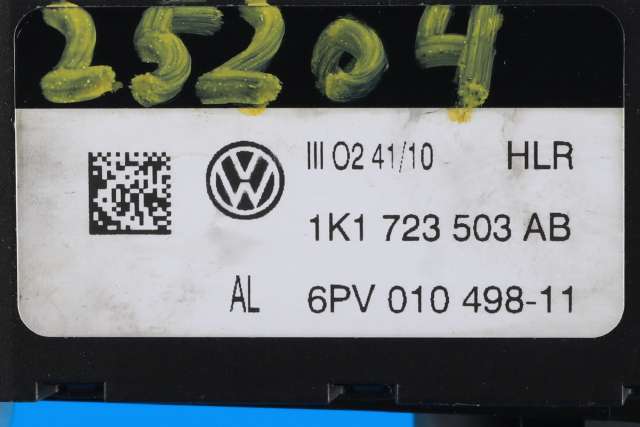 25204
III O2 41/10 HLR
1K1 723 503 AB
AL 6PV 010 498-11